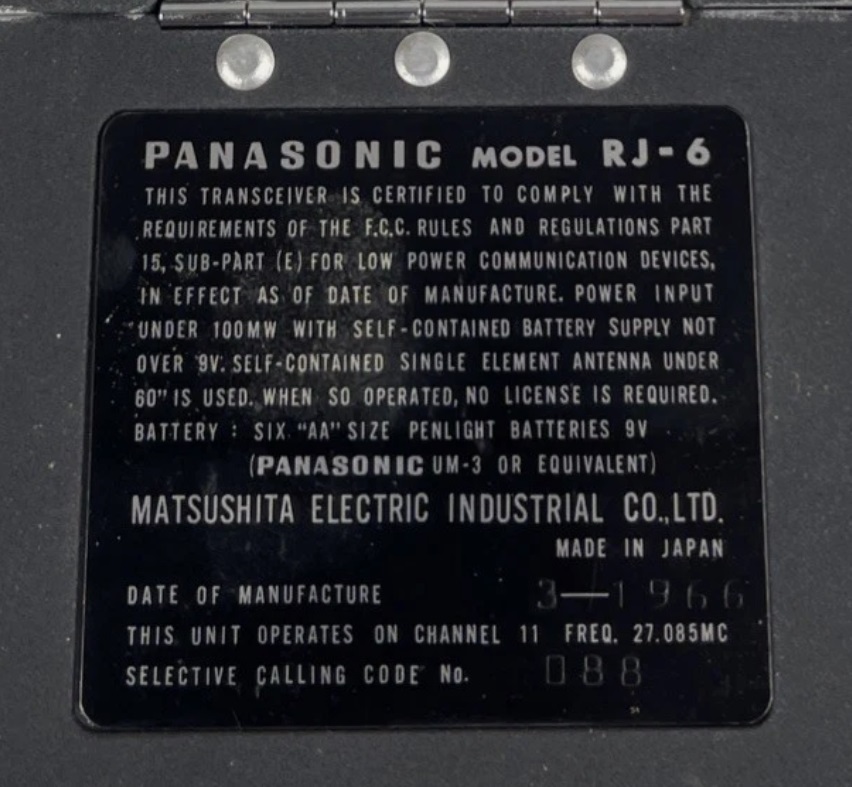 PANASONIC MODEL RJ-6
THIS TRANSCEIVER IS CERTIFIED TO COMPLY WITH THE
REQUIREMENTS OF THE F.C.C. RULES AND REGULATIONS PART
15, SUB-PART (E) FOR LOW POWER COMMUNICATION DEVICES,
IN EFFECT AS OF DATE OF MANUFACTURE. POWER INPUT
UNDER 100MW WITH SELF-CONTAINED BATTERY SUPPLY NOT
OVER 9V. SELF-CONTAINED SINGLE ELEMENT ANTENNA UNDER
60" IS USED. WHEN SO OPERATED, NO LICENSE IS REQUIRED.
BATTERY : SIX "AA" SIZE PENLIGHT BATTERIES 9V
(PANASONIC UM-3 OR EQUIVALENT)
MATSUSHITA ELECTRIC INDUSTRIAL CO.,LTD.
MADE IN JAPAN
DATE OF MANUFACTURE 3—1966
THIS UNIT OPERATES ON CHANNEL 11 FREQ. 27.085MC
SELECTIVE CALLING CODE No. 088